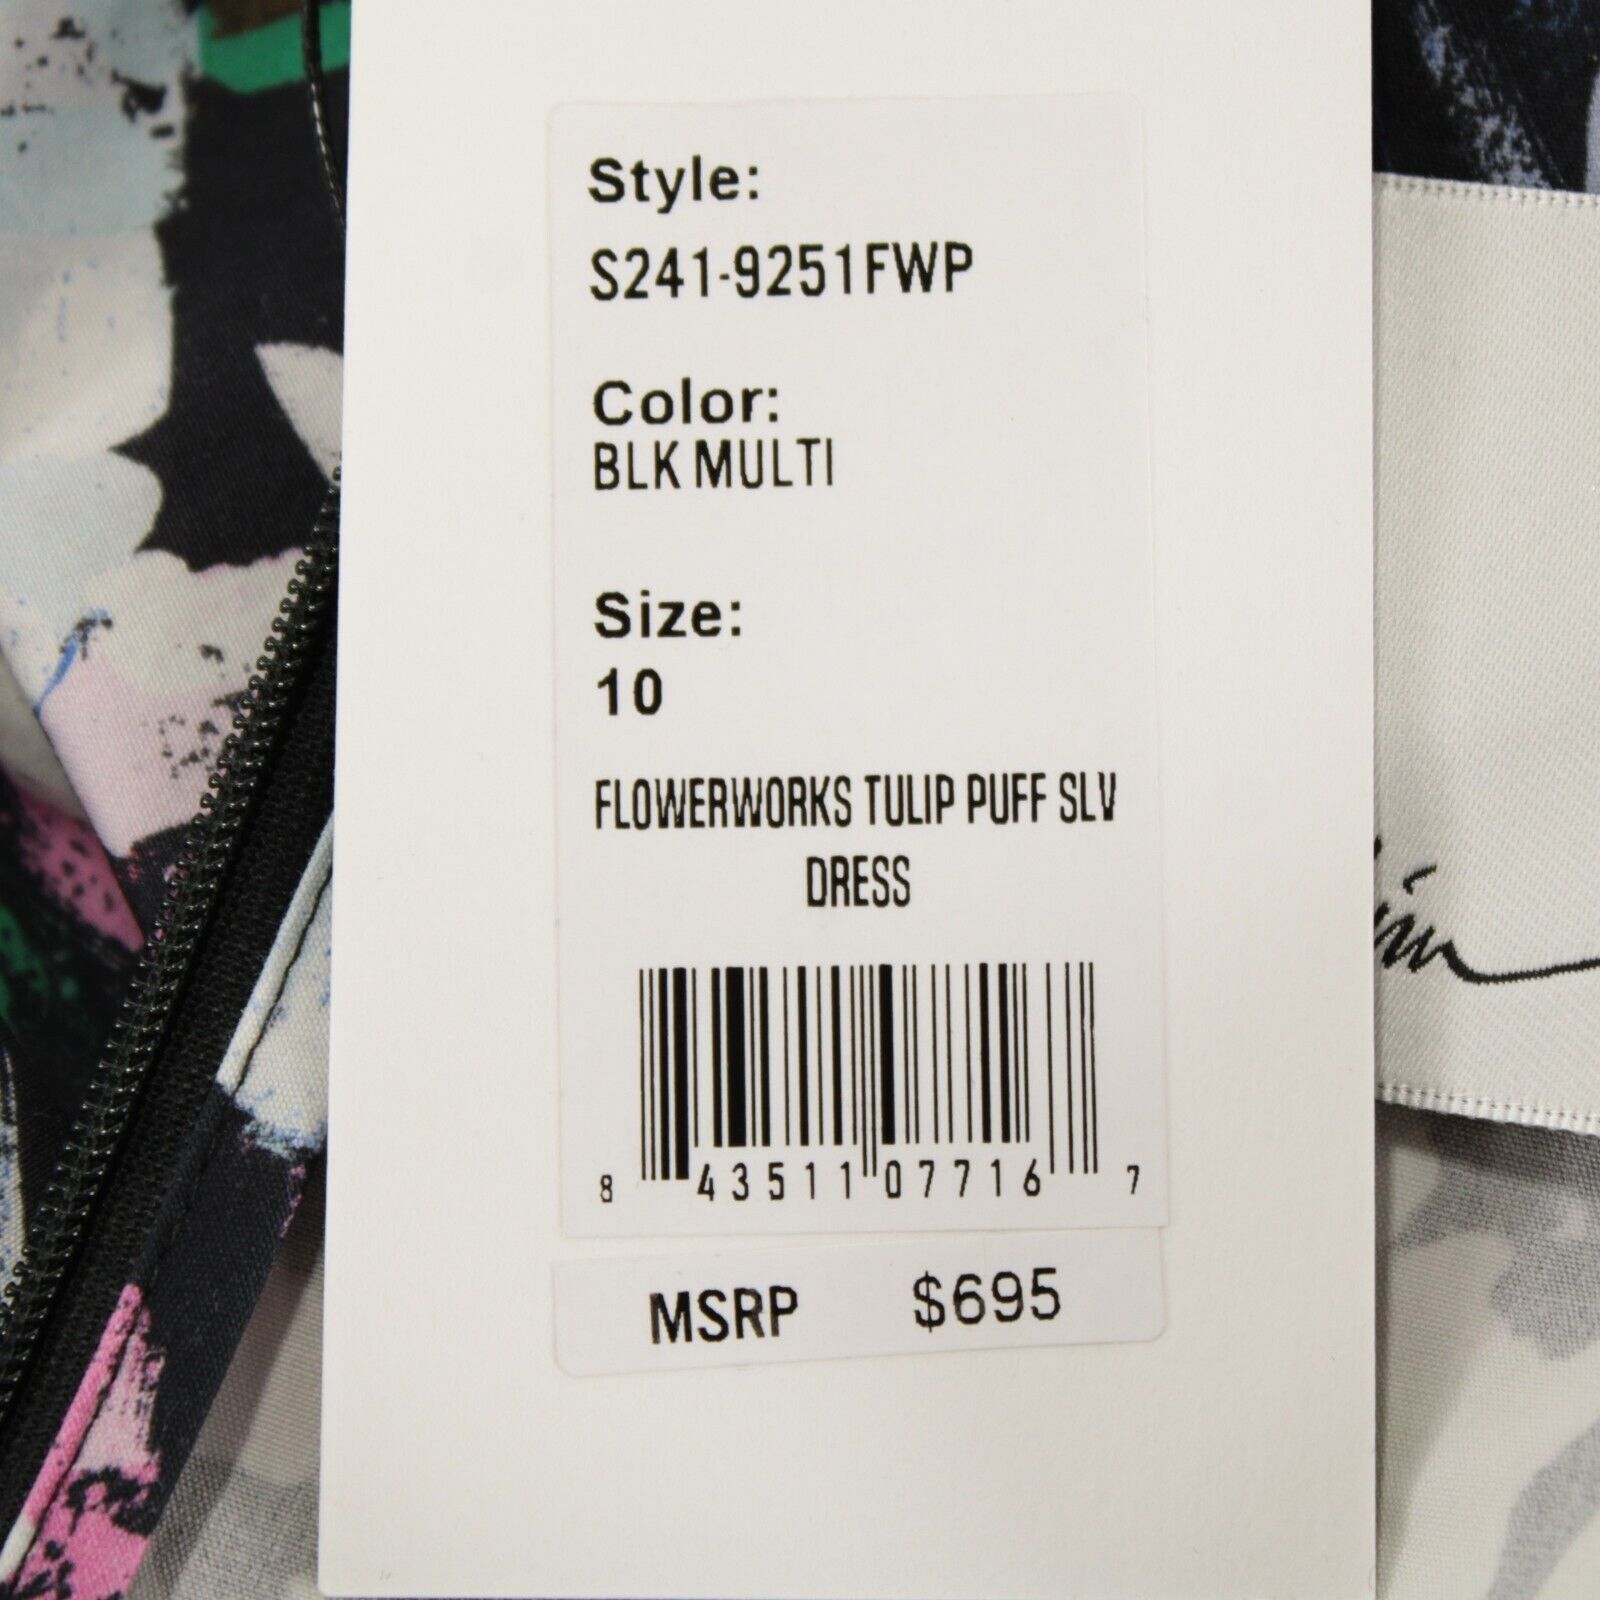 Style:
S241-9251FWP
Color:
BLK MULTI
Size:
10
FLOWERWORKS TULIP PUFF SLV
DRESS
8 43511 07716 7
MSRP $695